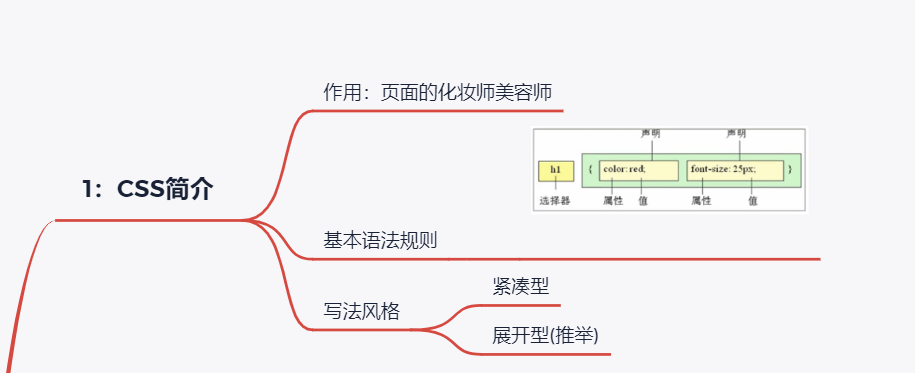 作用：页面的化妆师美容师
声明 声明
h1 { color:red; font-size: 25px; }
选择器 属性 值 属性 值
1：CSS简介
基本语法规则
紧凑型
写法风格
展开型(推举)